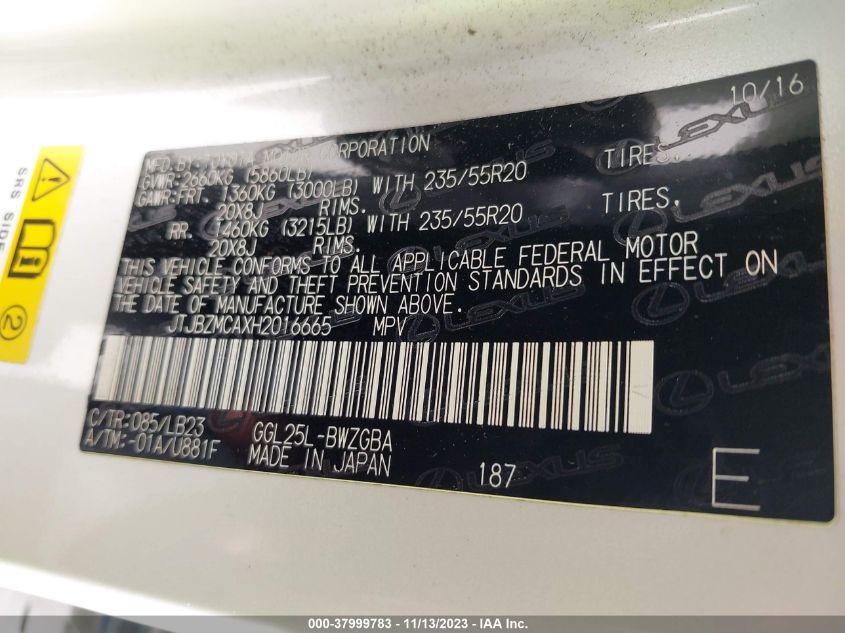 10/16
MFD.BY: TOYOTA MOTOR CORPORATION
GVWR:2660KG (5860LB)
GAWR:FRT. 1360KG (3000LB) WITH 235/55R20 TIRES,
20X8J RIMS.
RR. 1460KG (3215LB) WITH 235/55R20 TIRES,
20X8J RIMS.
THIS VEHICLE CONFORMS TO ALL APPLICABLE FEDERAL MOTOR
VEHICLE SAFETY AND THEFT PREVENTION STANDARDS IN EFFECT ON
THE DATE OF MANUFACTURE SHOWN ABOVE.
JTJBZMCAXH2016665 MPV
C/TR:085/LB23 GGL25L-BWZGBA
A/TM:-01A/U881F MADE IN JAPAN 187 E
LEXUS
SRS SIDE
2
000-37999783 - 11/13/2023 - IAA Inc.